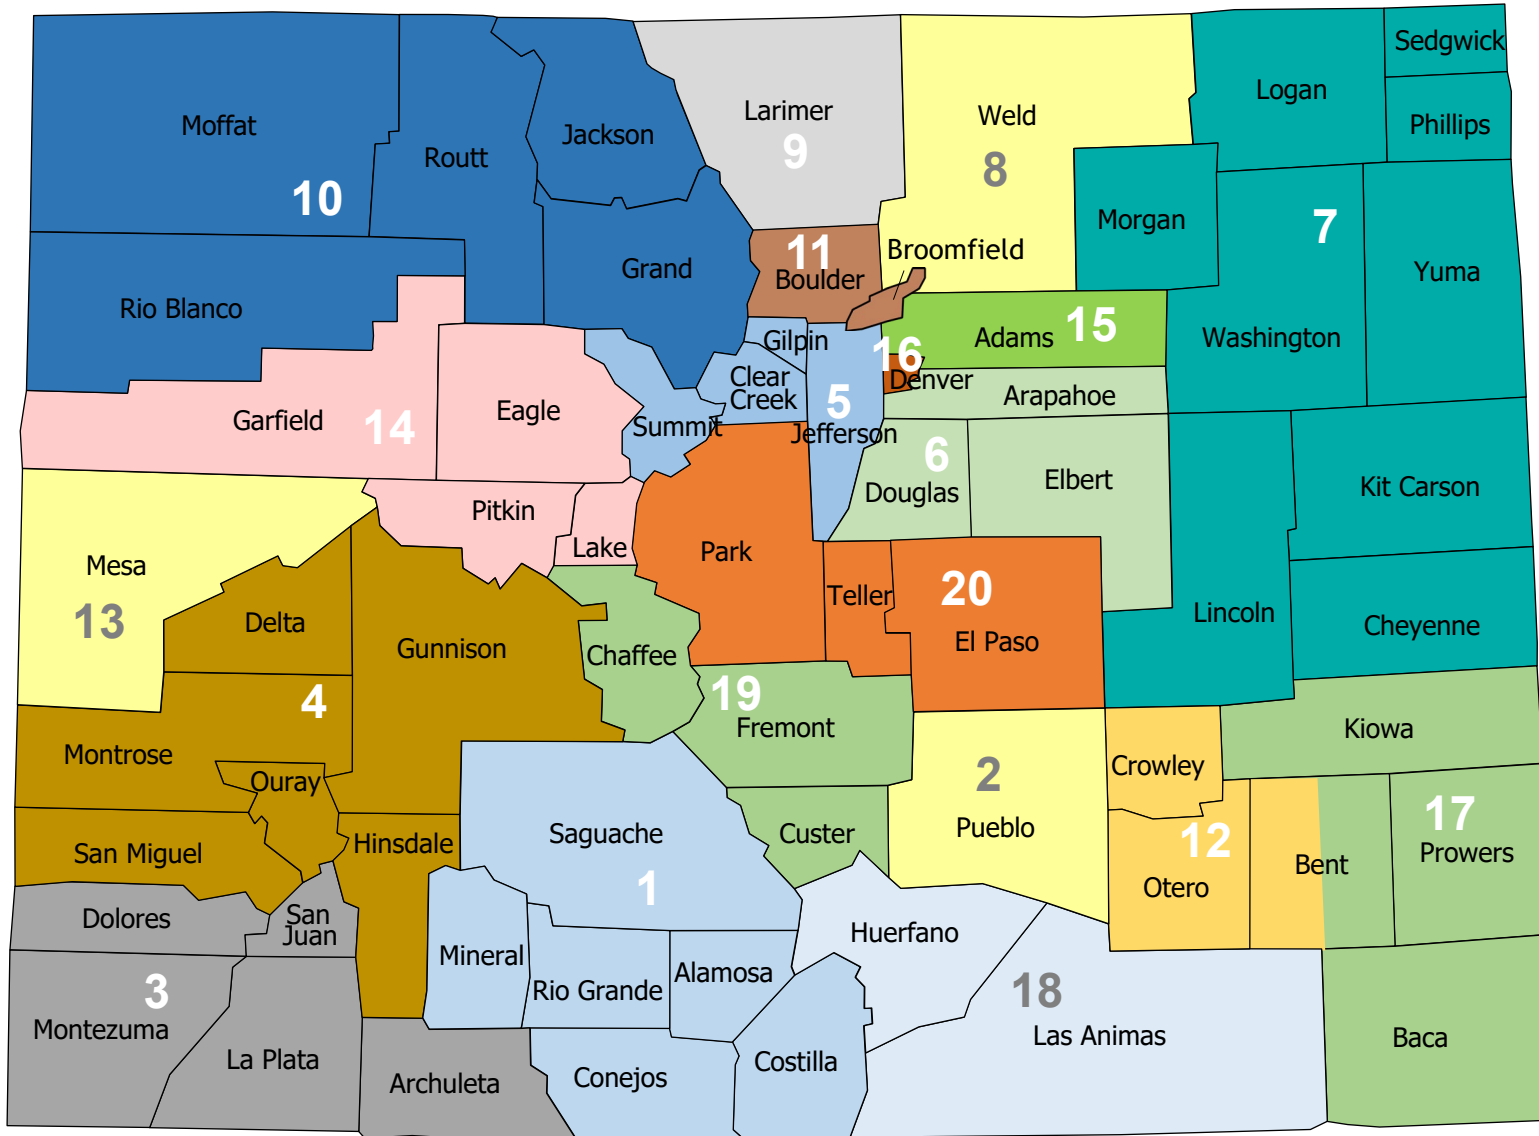 Sedgwick
Logan
Larimer
Weld
Moffat
Phillips
Jackson
9
Routt
8
10
Morgan
7
11
Broomfield
Grand
Boulder
Yuma
Rio Blanco
15
Gilpin
Adams
Washington
16
Clear
Creek
Denver
Arapahoe
5
Eagle
Garfield
14
Summit
Jefferson
6
Elbert
Kit Carson
Douglas
Pitkin
Lake
Park
Mesa
20
Teller
13
Delta
Lincoln
Cheyenne
El Paso
Gunnison
Chaffee
19
4
Fremont
Kiowa
Montrose
Crowley
Ouray
2
17
Pueblo
Saguache
Custer
12
Hinsdale
San Miguel
Prowers
Bent
Otero
1
Dolores
San
Juan
Huerfano
Mineral
Alamosa
3
Rio Grande
18
Montezuma
Las Animas
Baca
La Plata
Costilla
Conejos
Archuleta